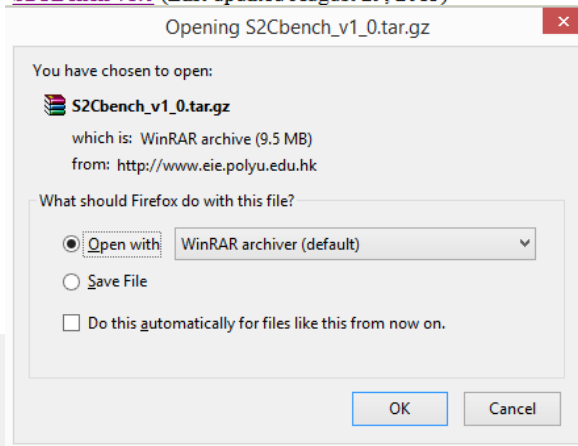 Opening S2Cbench_v1_0.tar.gz
×
You have chosen to open:
S2Cbench_v1_0.tar.gz
which is: WinRAR archive (9.5 MB)
from: http://www.eie.polyu.edu.hk
What should Firefox do with this file?
Open with WinRAR archiver (default)
Save File
Do this automatically for files like this from now on.
OK Cancel